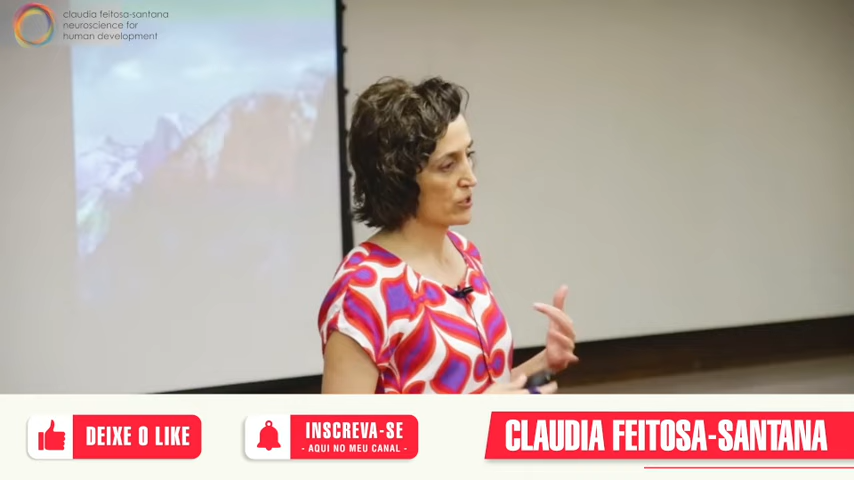 claudia feitosa-santana
neuroscience for
human development
DEIXE O LIKE
INSCREVA-SE
- AQUI NO MEU CANAL -
CLAUDIA FEITOSA-SANTANA